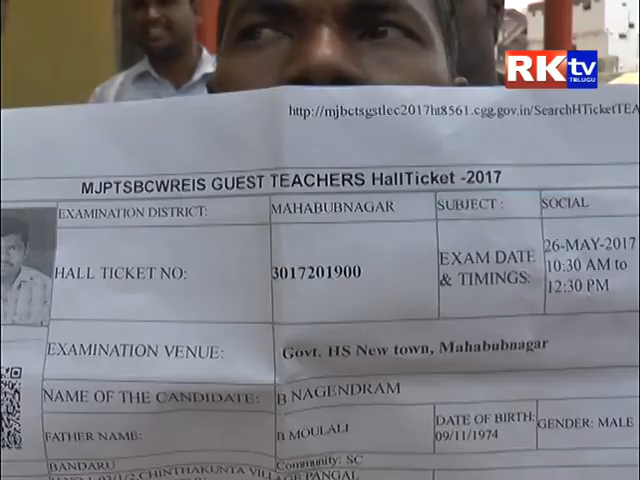 RKtv
TELUGU
http://mjbctsgstlec2017ht8561.cgg.gov.in/SearchHTicketTEA
MJPTSBCWREIS GUEST TEACHERS HallTicket -2017
EXAMINATION DISTRICT: MAHABUBNAGAR SUBJECT : SOCIAL
HALL TICKET NO: 3017201900 EXAM DATE & TIMINGS: 26-MAY-2017 10:30 AM to 12:30 PM
EXAMINATION VENUE: Govt. HS New town, Mahabubnagar
NAME OF THE CANDIDATE: B NAGENDRAM
FATHER NAME: B MOULALI DATE OF BIRTH: 09/11/1974 GENDER: MALE
BANDARU Community: SC
CHINTHAKUNTA VILLAGE PANGAL